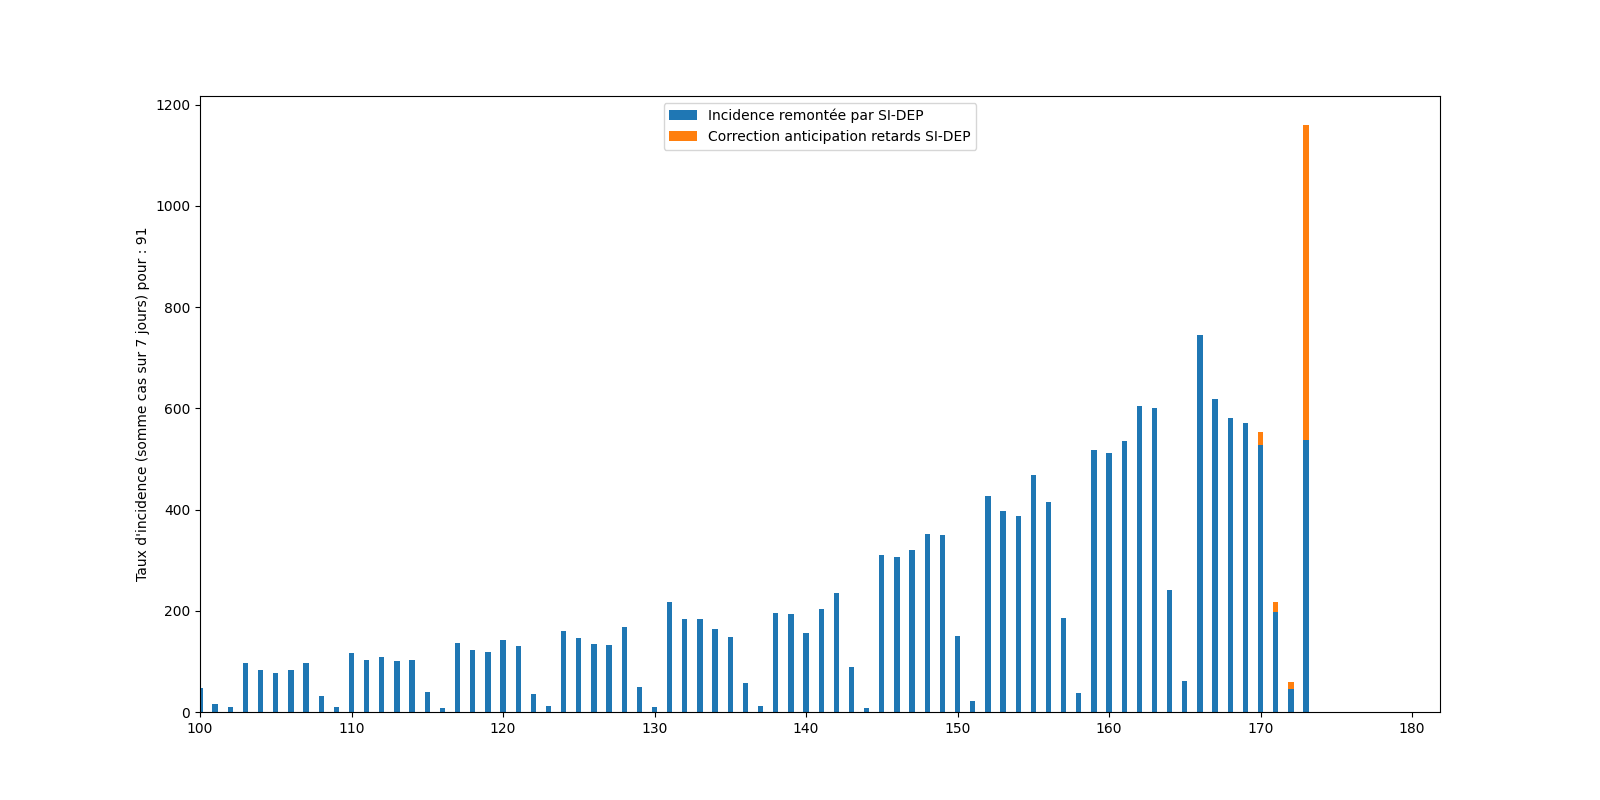 Incidence remontée par SI-DEP
Correction anticipation retards SI-DEP
Taux d'incidence (somme cas sur 7 jours) pour : 91
1200
1000
800
600
400
200
0
100 110 120 130 140 150 160 170 180